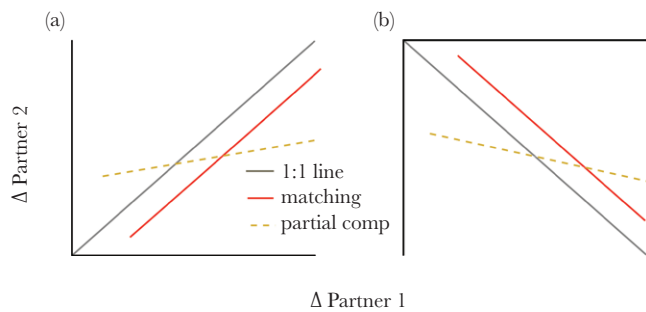 (a)
(b)
Δ Partner 2
1:1 line
matching
partial comp
Δ Partner 1